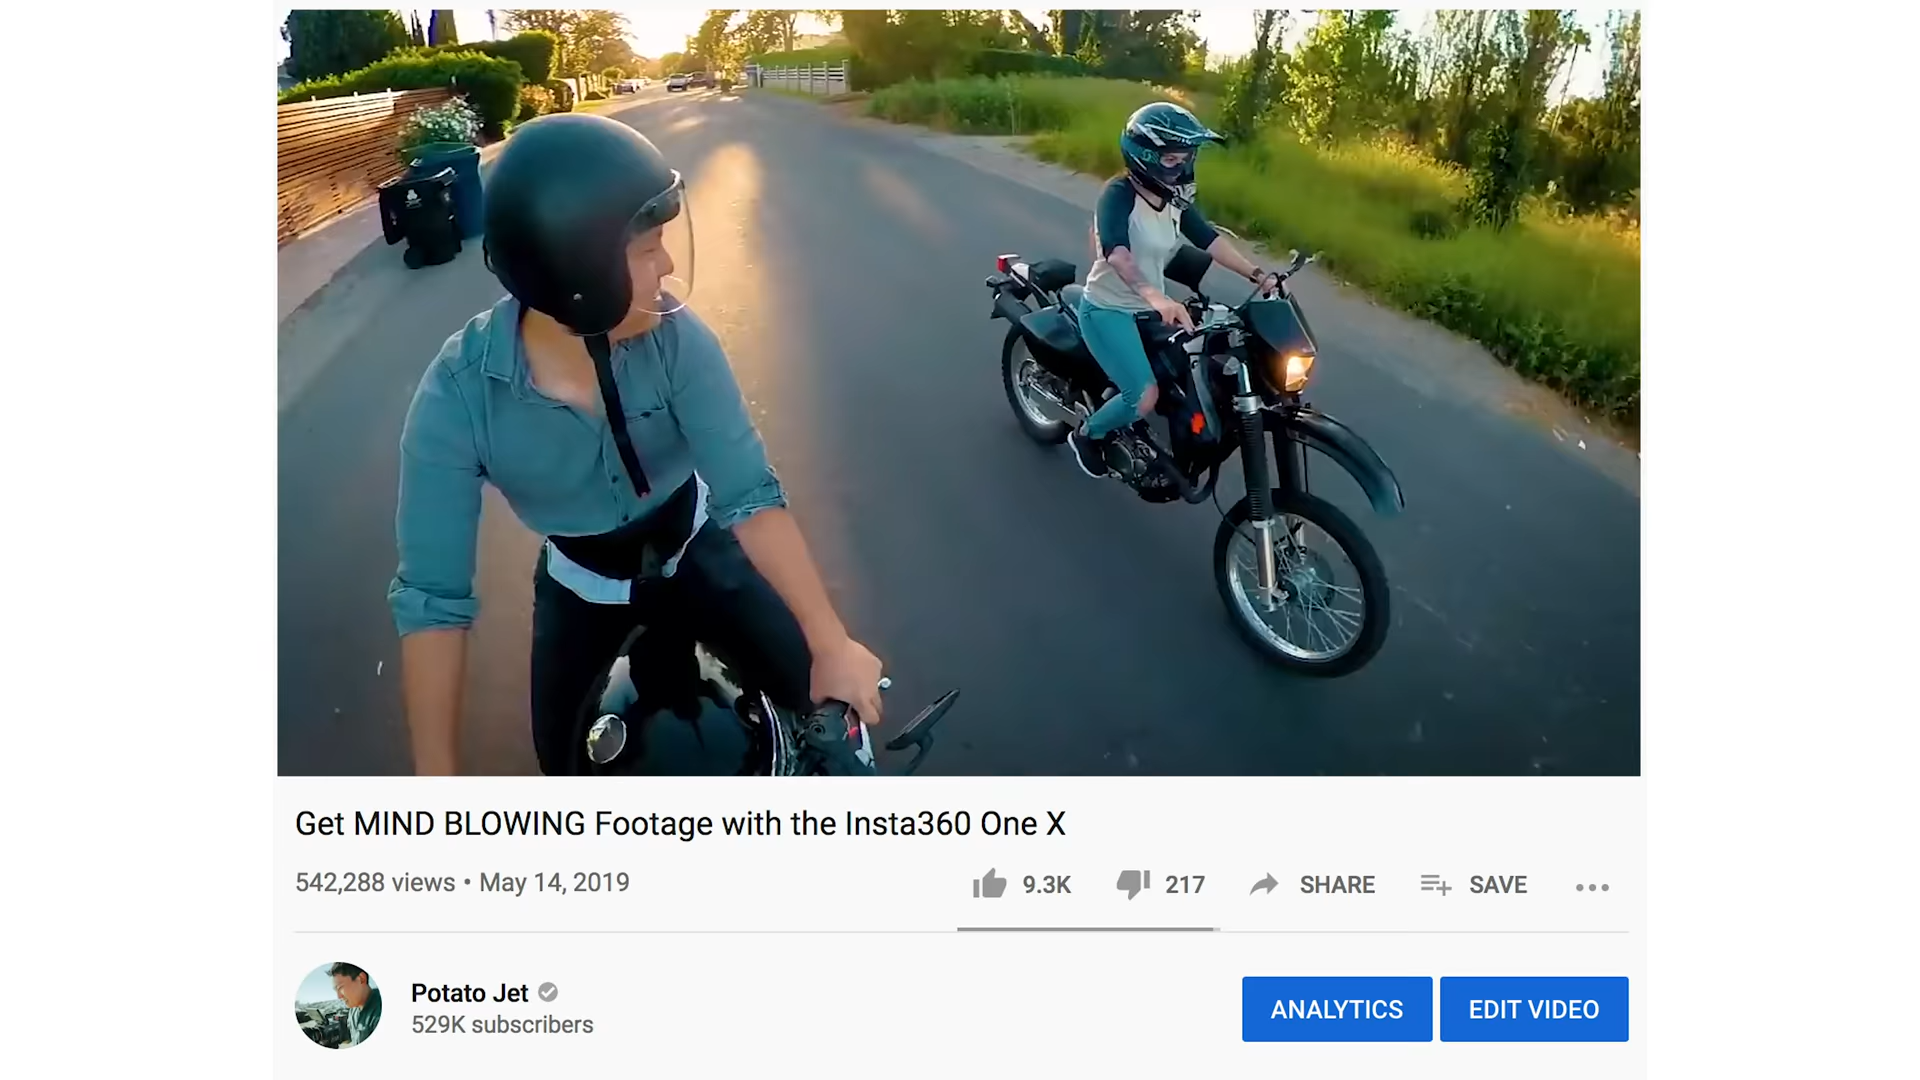 Get MIND BLOWING Footage with the Insta360 One X
542,288 views • May 14, 2019
9.3K 217 SHARE SAVE
Potato Jet
529K subscribers
ANALYTICS EDIT VIDEO